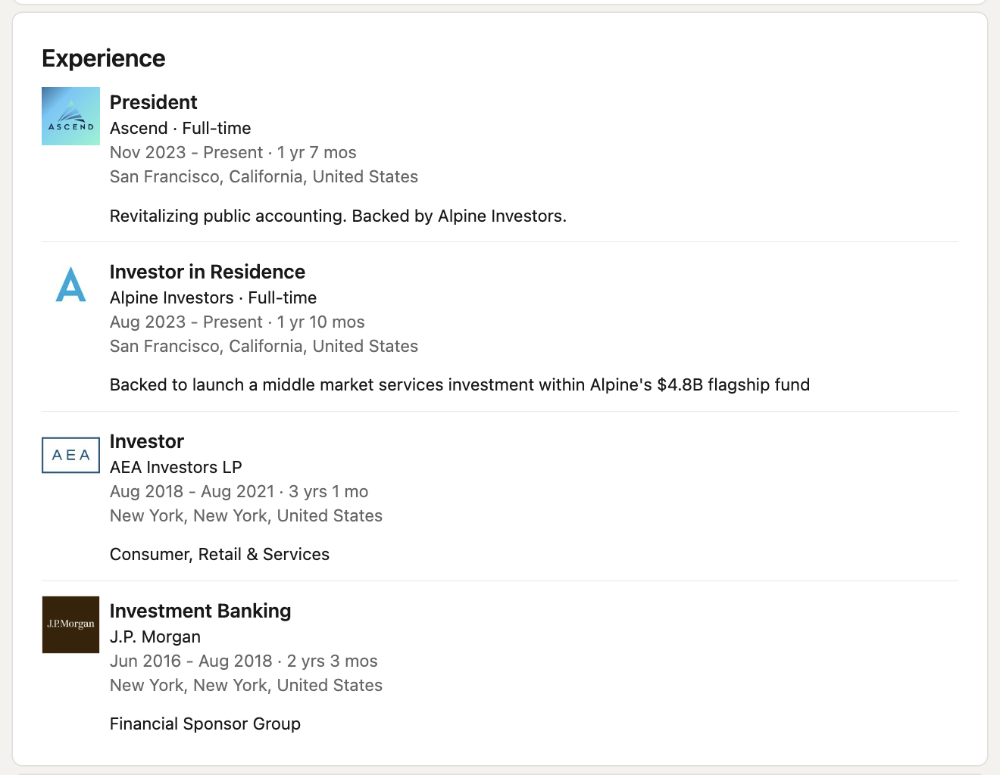 Experience
ASCEND
President
Ascend · Full-time
Nov 2023 - Present · 1 yr 7 mos
San Francisco, California, United States
Revitalizing public accounting. Backed by Alpine Investors.
A
Investor in Residence
Alpine Investors · Full-time
Aug 2023 - Present · 1 yr 10 mos
San Francisco, California, United States
Backed to launch a middle market services investment within Alpine's $4.8B flagship fund
AEA
Investor
AEA Investors LP
Aug 2018 - Aug 2021 · 3 yrs 1 mo
New York, New York, United States
Consumer, Retail & Services
J.P.Morgan
Investment Banking
J.P. Morgan
Jun 2016 - Aug 2018 · 2 yrs 3 mos
New York, New York, United States
Financial Sponsor Group